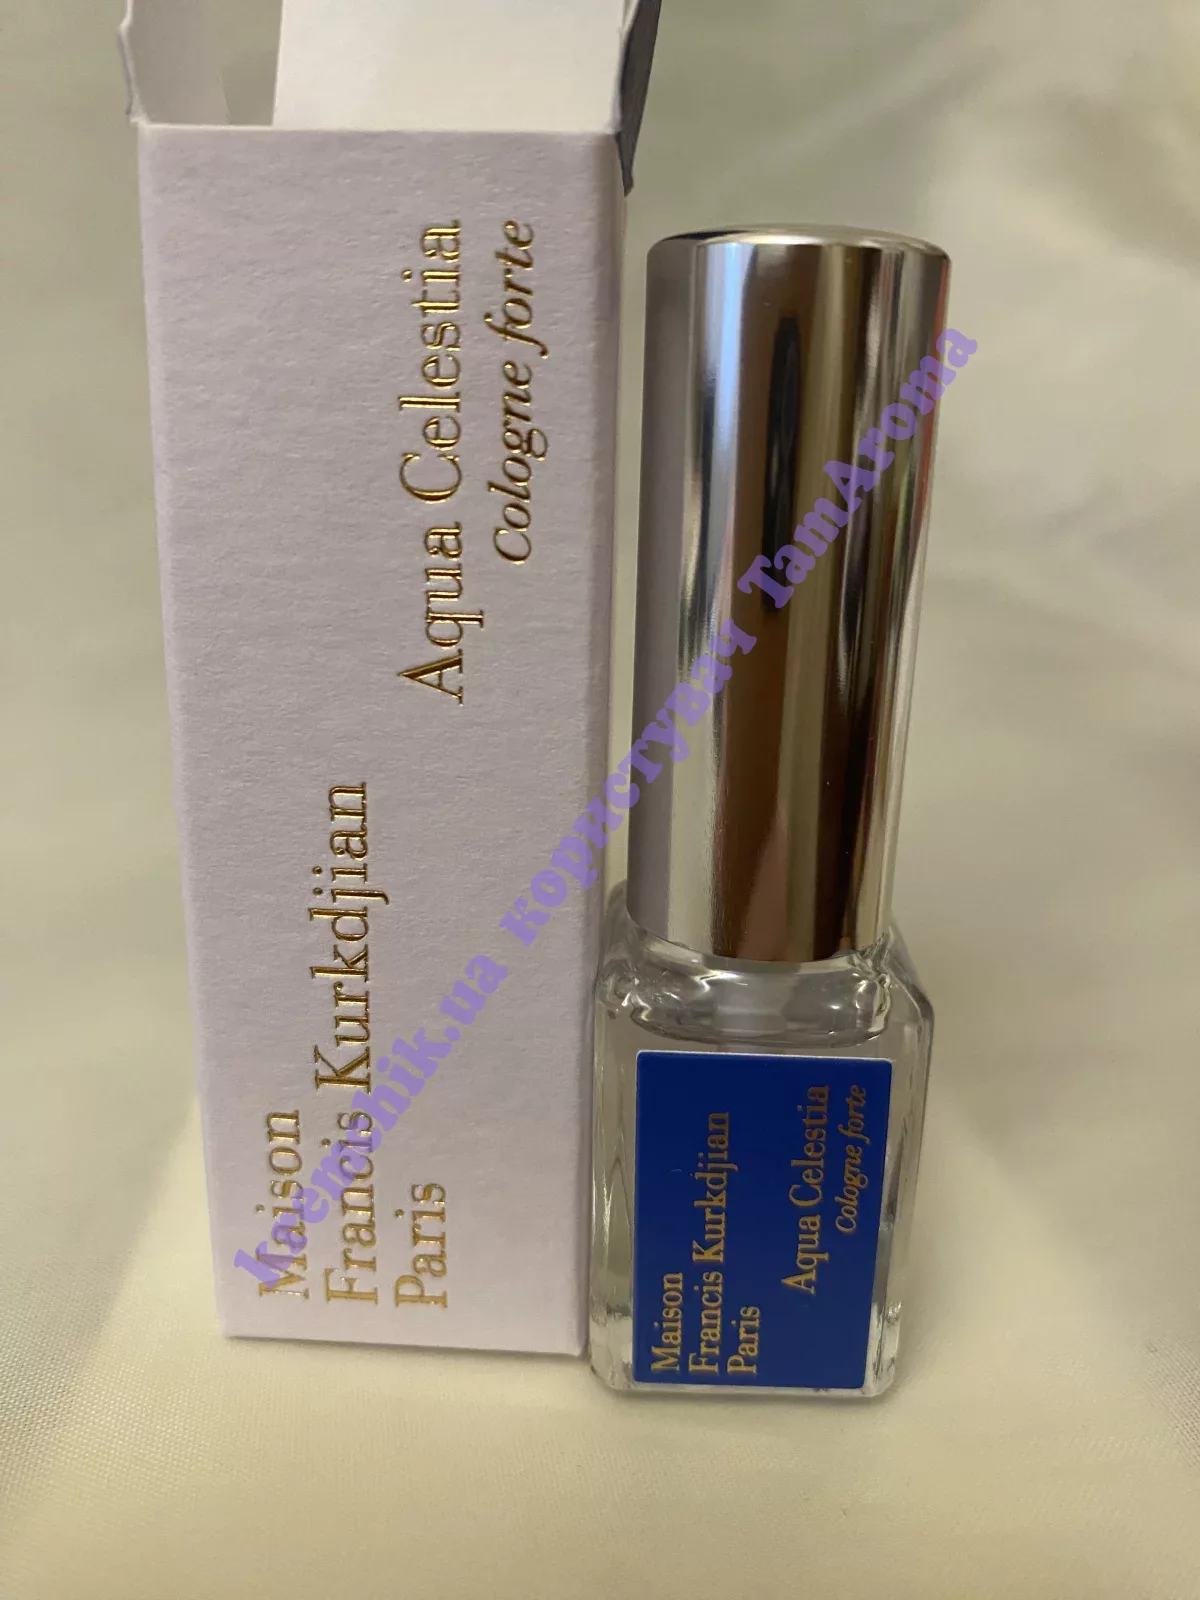 Maison
Francis Kurkdjian
Paris
Aqua Celestia
Cologne forte
Maison
Francis Kurkdjian
Paris
Aqua Celestia
Cologne forte
kaemchik.ua користувач TamAroma